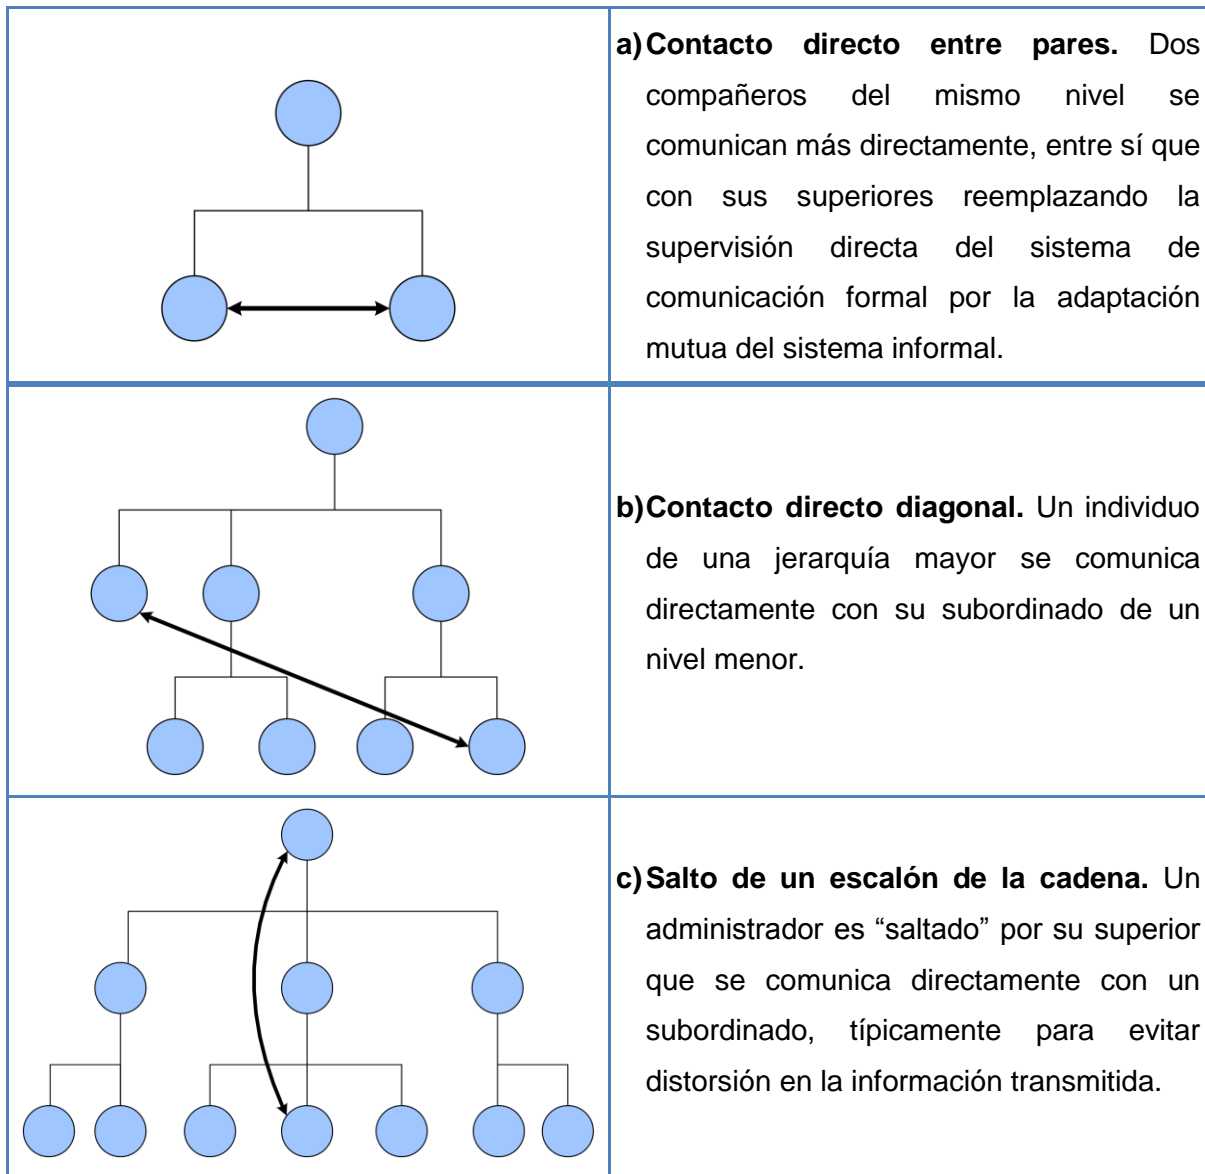 a) Contacto directo entre pares. Dos
compañeros del mismo nivel se
comunican más directamente, entre sí que
con sus superiores reemplazando la
supervisión directa del sistema de
comunicación formal por la adaptación
mutua del sistema informal.
b) Contacto directo diagonal. Un individuo
de una jerarquía mayor se comunica
directamente con su subordinado de un
nivel menor.
c) Salto de un escalón de la cadena. Un
administrador es “saltado” por su superior
que se comunica directamente con un
subordinado, típicamente para evitar
distorsión en la información transmitida.